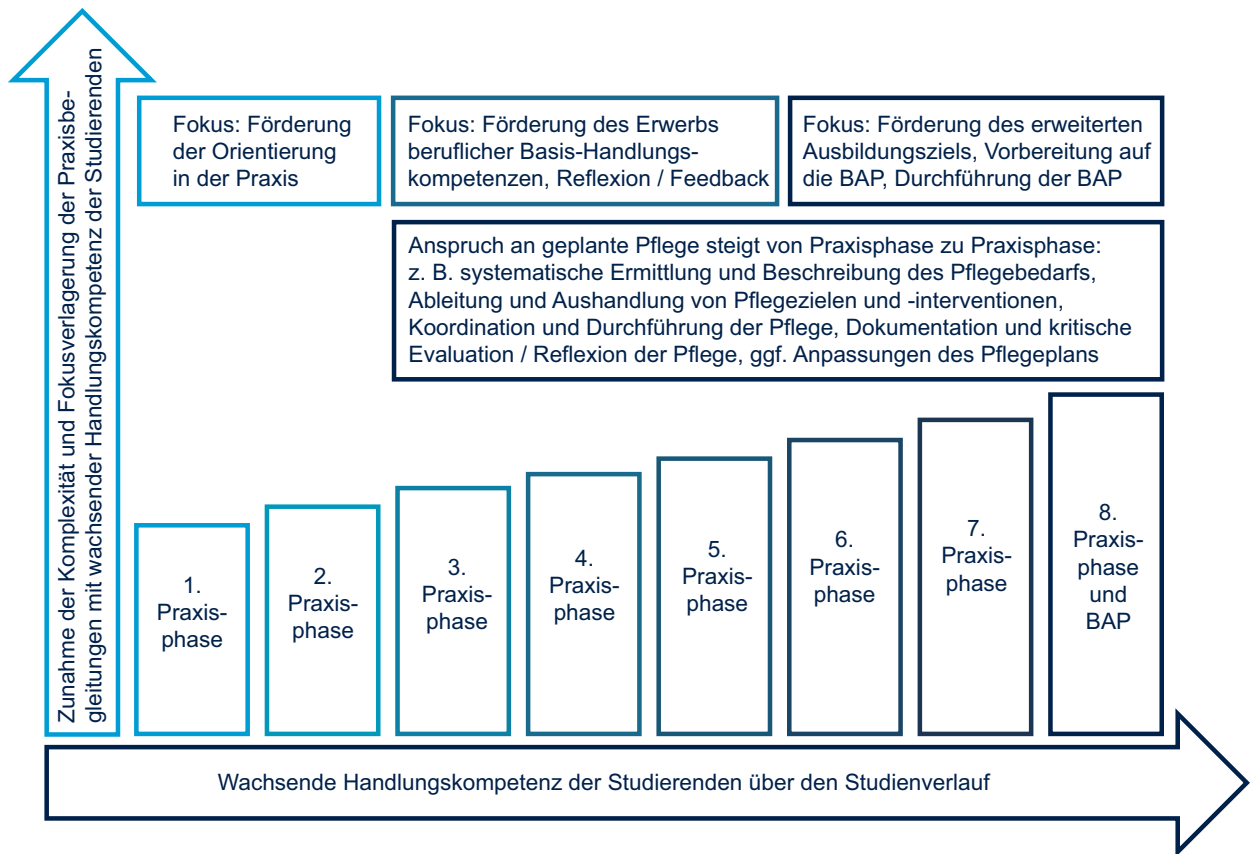 Zunahme der Komplexität und Fokusverlagerung der Praxisbe-
gleitungen mit wachsender Handlungskompetenz der Studierenden
Fokus: Förderung
der Orientierung
in der Praxis
Fokus: Förderung des Erwerbs
beruflicher Basis-Handlungs-
kompetenzen, Reflexion / Feedback
Fokus: Förderung des erweiterten
Ausbildungsziels, Vorbereitung auf
die BAP, Durchführung der BAP
Anspruch an geplante Pflege steigt von Praxisphase zu Praxisphase:
z. B. systematische Ermittlung und Beschreibung des Pflegebedarfs,
Ableitung und Aushandlung von Pflegezielen und -interventionen,
Koordination und Durchführung der Pflege, Dokumentation und kritische
Evaluation / Reflexion der Pflege, ggf. Anpassungen des Pflegeplans
1.
Praxis-
phase
2.
Praxis-
phase
3.
Praxis-
phase
4.
Praxis-
phase
5.
Praxis-
phase
6.
Praxis-
phase
7.
Praxis-
phase
8.
Praxis-
phase
und
BAP
Wachsende Handlungskompetenz der Studierenden über den Studienverlauf